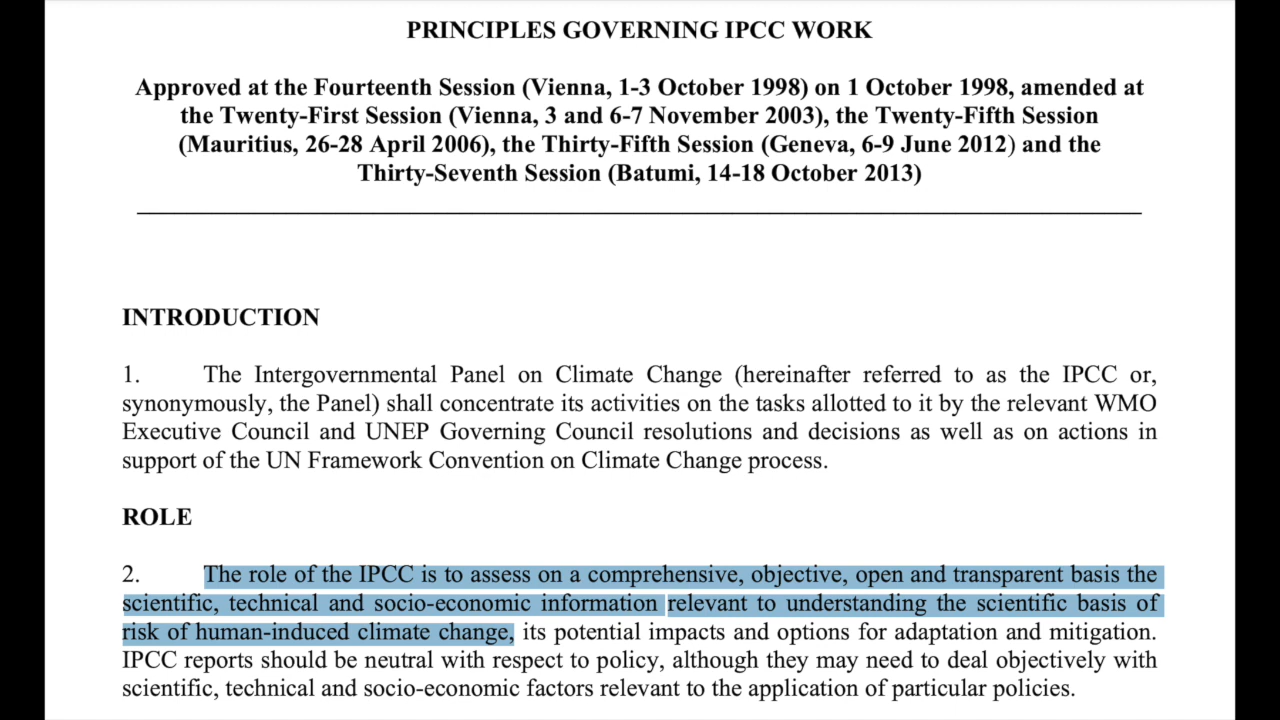 PRINCIPLES GOVERNING IPCC WORK
Approved at the Fourteenth Session (Vienna, 1-3 October 1998) on 1 October 1998, amended at
the Twenty-First Session (Vienna, 3 and 6-7 November 2003), the Twenty-Fifth Session
(Mauritius, 26-28 April 2006), the Thirty-Fifth Session (Geneva, 6-9 June 2012) and the
Thirty-Seventh Session (Batumi, 14-18 October 2013)
INTRODUCTION
1. The Intergovernmental Panel on Climate Change (hereinafter referred to as the IPCC or,
synonymously, the Panel) shall concentrate its activities on the tasks allotted to it by the relevant WMO
Executive Council and UNEP Governing Council resolutions and decisions as well as on actions in
support of the UN Framework Convention on Climate Change process.
ROLE
2. The role of the IPCC is to assess on a comprehensive, objective, open and transparent basis the
scientific, technical and socio-economic information relevant to understanding the scientific basis of
risk of human-induced climate change, its potential impacts and options for adaptation and mitigation.
IPCC reports should be neutral with respect to policy, although they may need to deal objectively with
scientific, technical and socio-economic factors relevant to the application of particular policies.